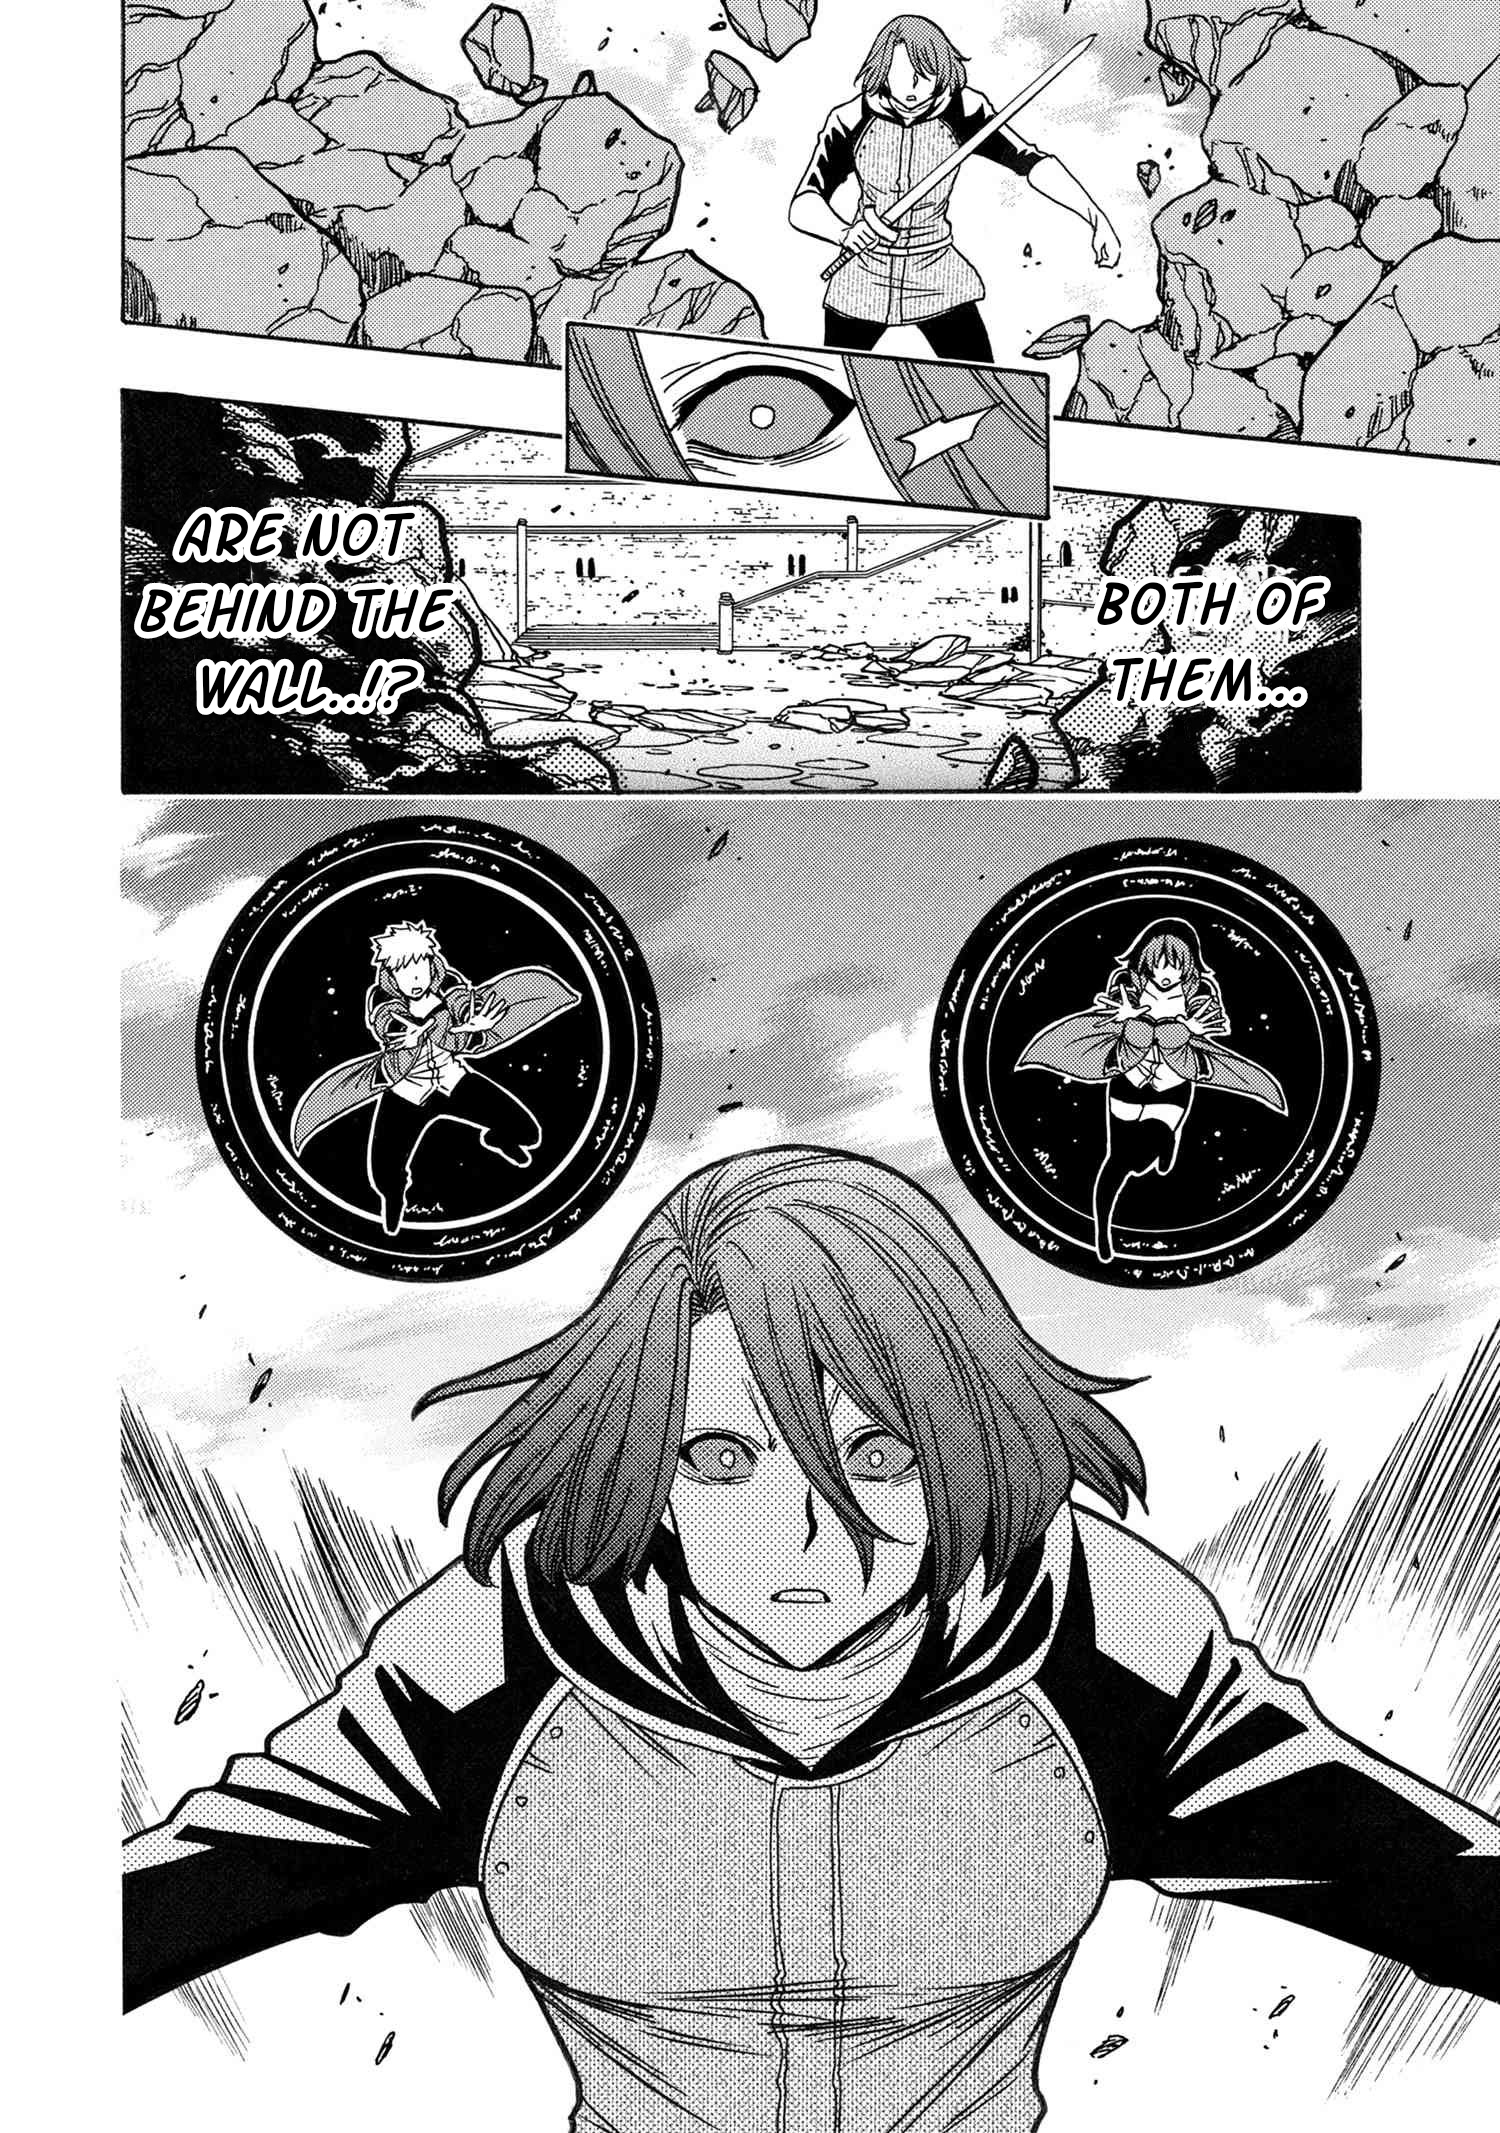 BOTH OF
THEM...
ARE NOT
BEHIND THE
WALL..!?